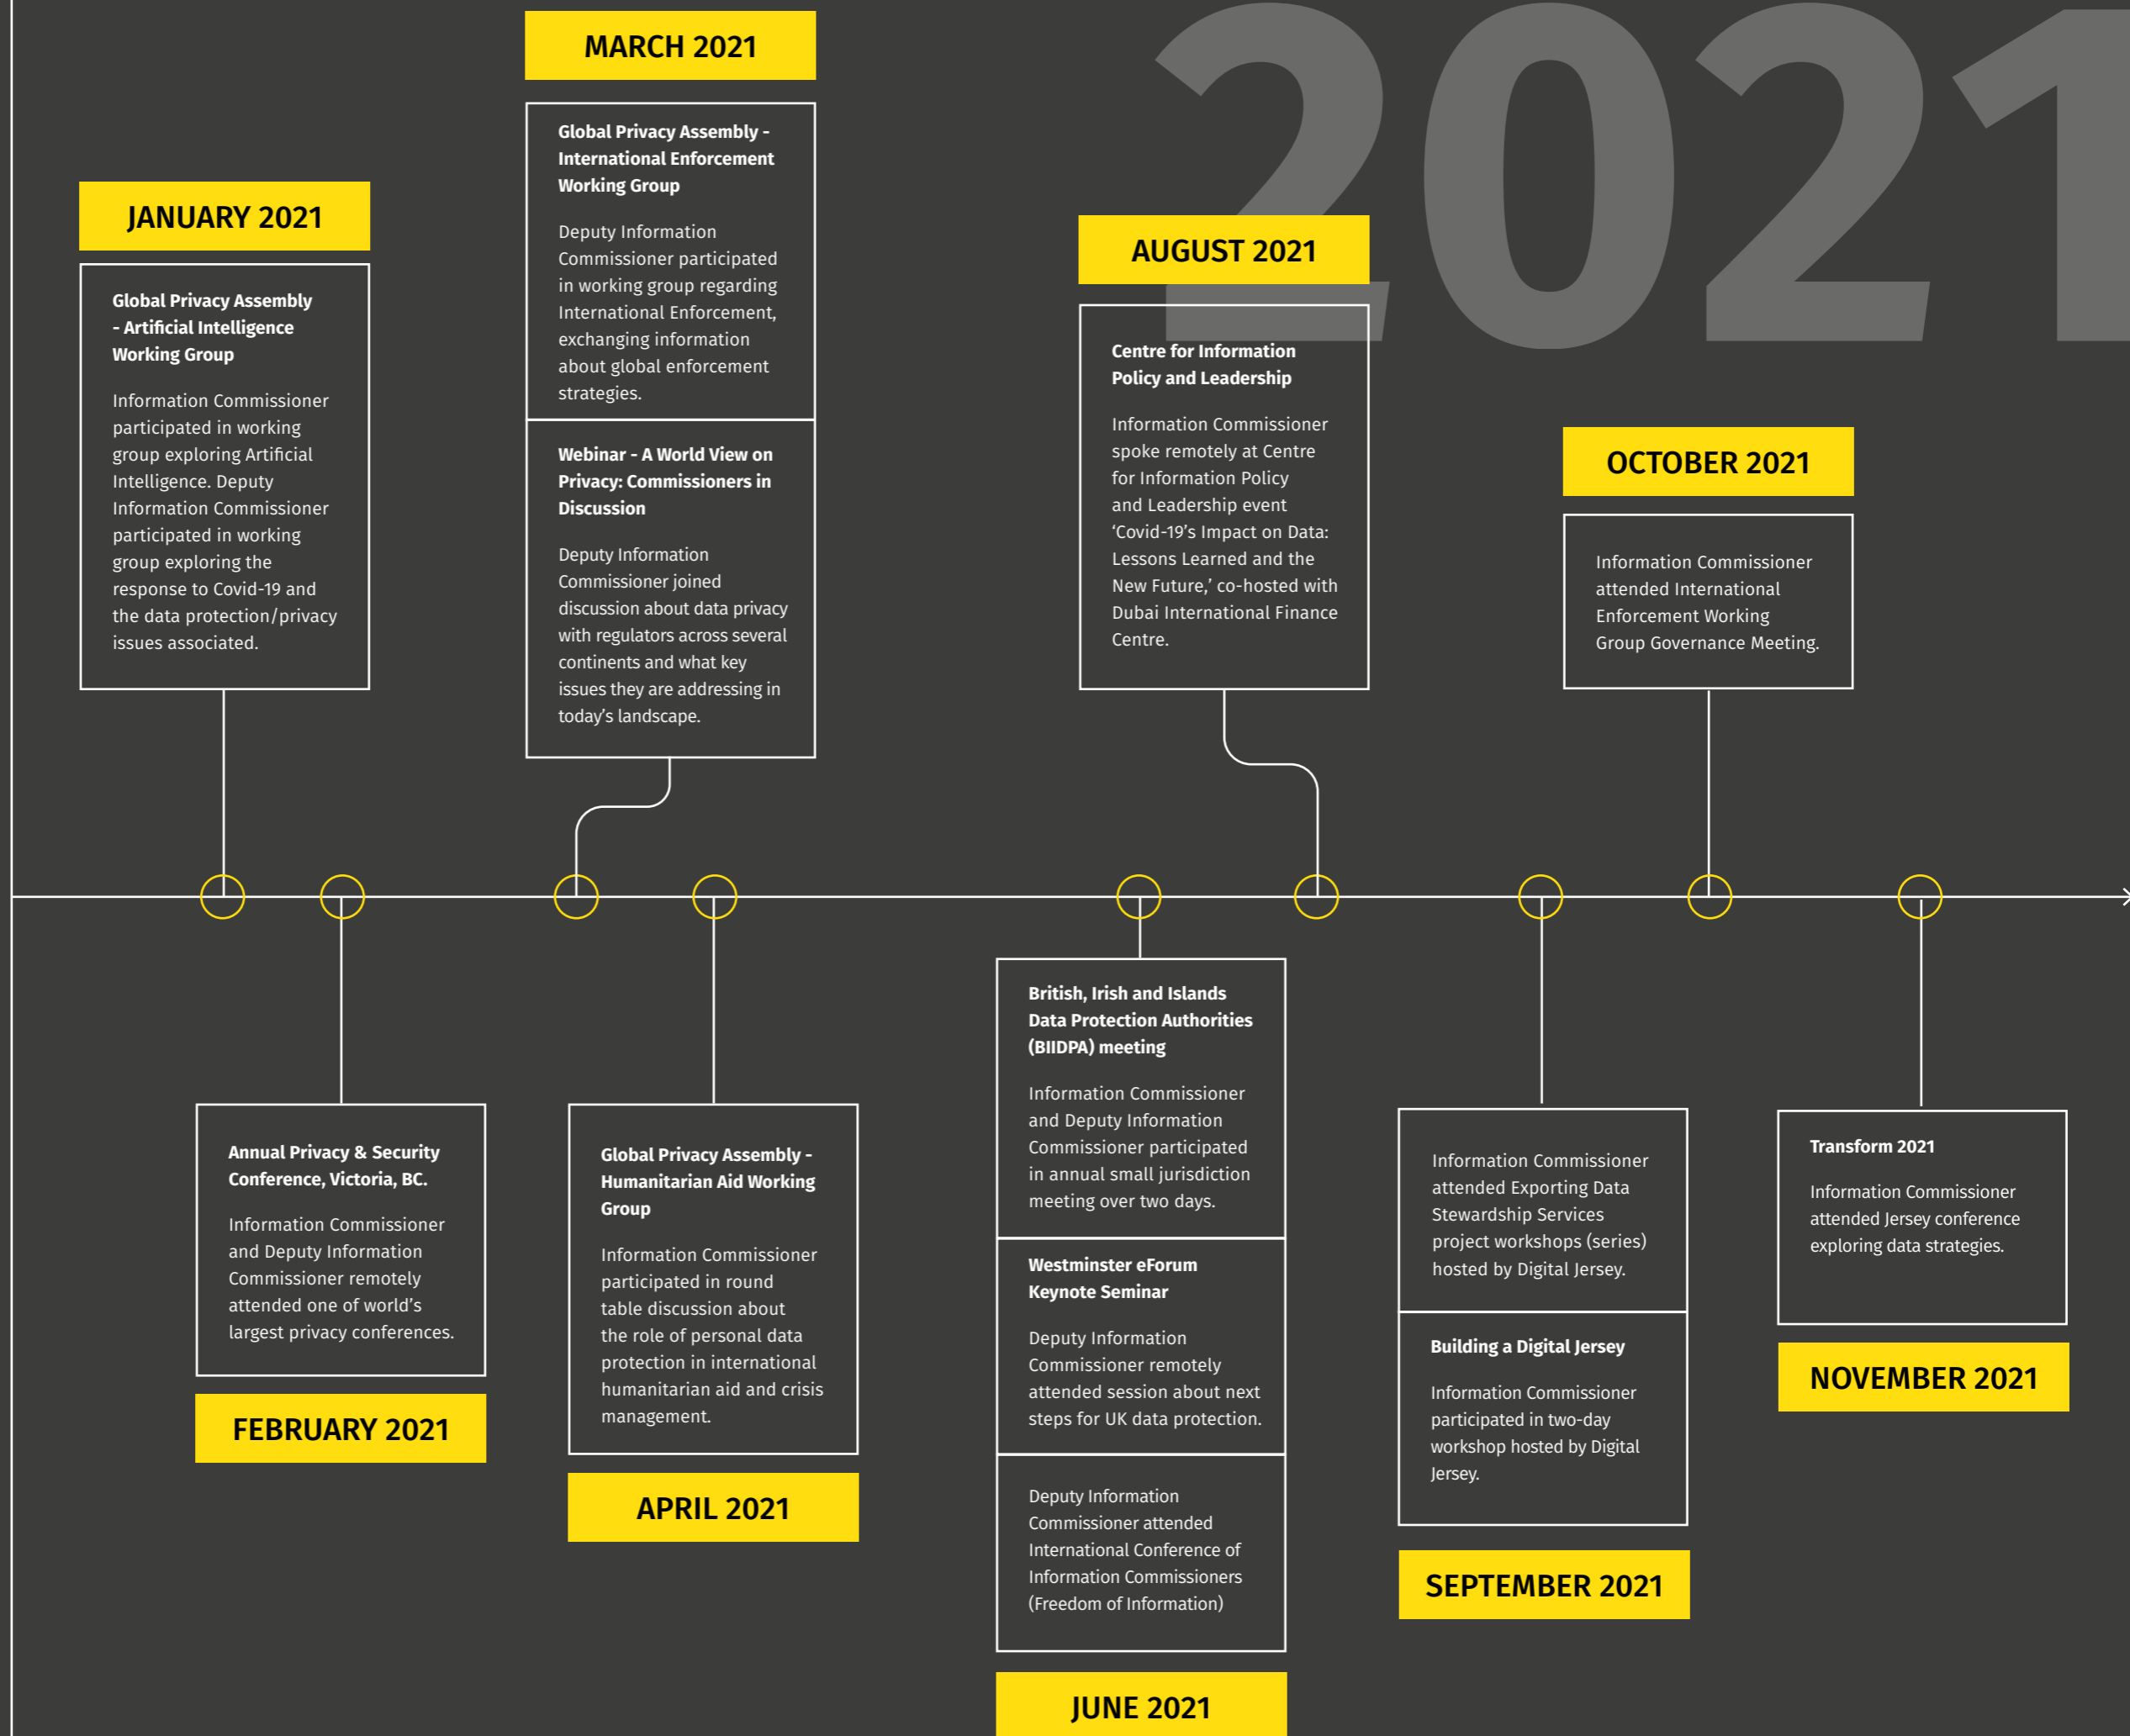 2021
JANUARY 2021
Global Privacy Assembly
- Artificial Intelligence
Working Group
Information Commissioner
participated in working
group exploring Artificial
Intelligence. Deputy
Information Commissioner
participated in working
group exploring the
response to Covid-19 and
the data protection/privacy
issues associated.
Annual Privacy & Security
Conference, Victoria, BC.
Information Commissioner
and Deputy Information
Commissioner remotely
attended one of world's
largest privacy conferences.
FEBRUARY 2021
MARCH 2021
Global Privacy Assembly -
International Enforcement
Working Group
Deputy Information
Commissioner participated
in working group regarding
International Enforcement,
exchanging information
about global enforcement
strategies.
Webinar - A World View on
Privacy: Commissioners in
Discussion
Deputy Information
Commissioner joined
discussion about data privacy
with regulators across several
continents and what key
issues they are addressing in
today's landscape.
Global Privacy Assembly -
Humanitarian Aid Working
Group
Information Commissioner
participated in round
table discussion about
the role of personal data
protection in international
humanitarian aid and crisis
management.
APRIL 2021
British, Irish and Islands
Data Protection Authorities
(BIIDPA) meeting
Information Commissioner
and Deputy Information
Commissioner participated
in annual small jurisdiction
meeting over two days.
Westminster eForum
Keynote Seminar
Deputy Information
Commissioner remotely
attended session about next
steps for UK data protection.
Deputy Information
Commissioner attended
International Conference of
Information Commissioners
(Freedom of Information)
JUNE 2021
AUGUST 2021
Centre for Information
Policy and Leadership
Information Commissioner
spoke remotely at Centre
for Information Policy
and Leadership event
‘Covid-19’s Impact on Data:
Lessons Learned and the
New Future,’ co-hosted with
Dubai International Finance
Centre.
Information Commissioner
attended Exporting Data
Stewardship Services
project workshops (series)
hosted by Digital Jersey.
Building a Digital Jersey
Information Commissioner
participated in two-day
workshop hosted by Digital
Jersey.
SEPTEMBER 2021
OCTOBER 2021
Information Commissioner
attended International
Enforcement Working
Group Governance Meeting.
Transform 2021
Information Commissioner
attended Jersey conference
exploring data strategies.
NOVEMBER 2021